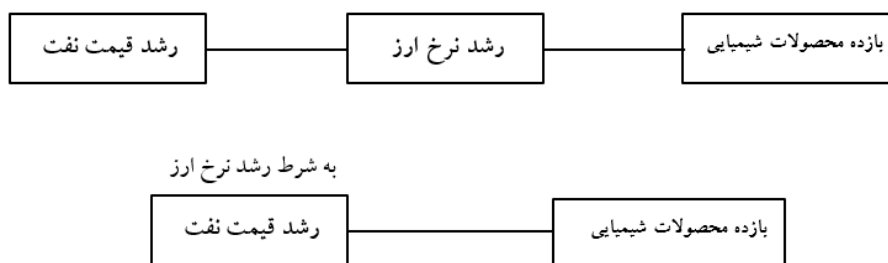 بازده محصولات شیمیایی
رشد نرخ ارز
رشد قیمت نفت
به شرط رشد نرخ ارز
بازده محصولات شیمیایی
رشد قیمت نفت